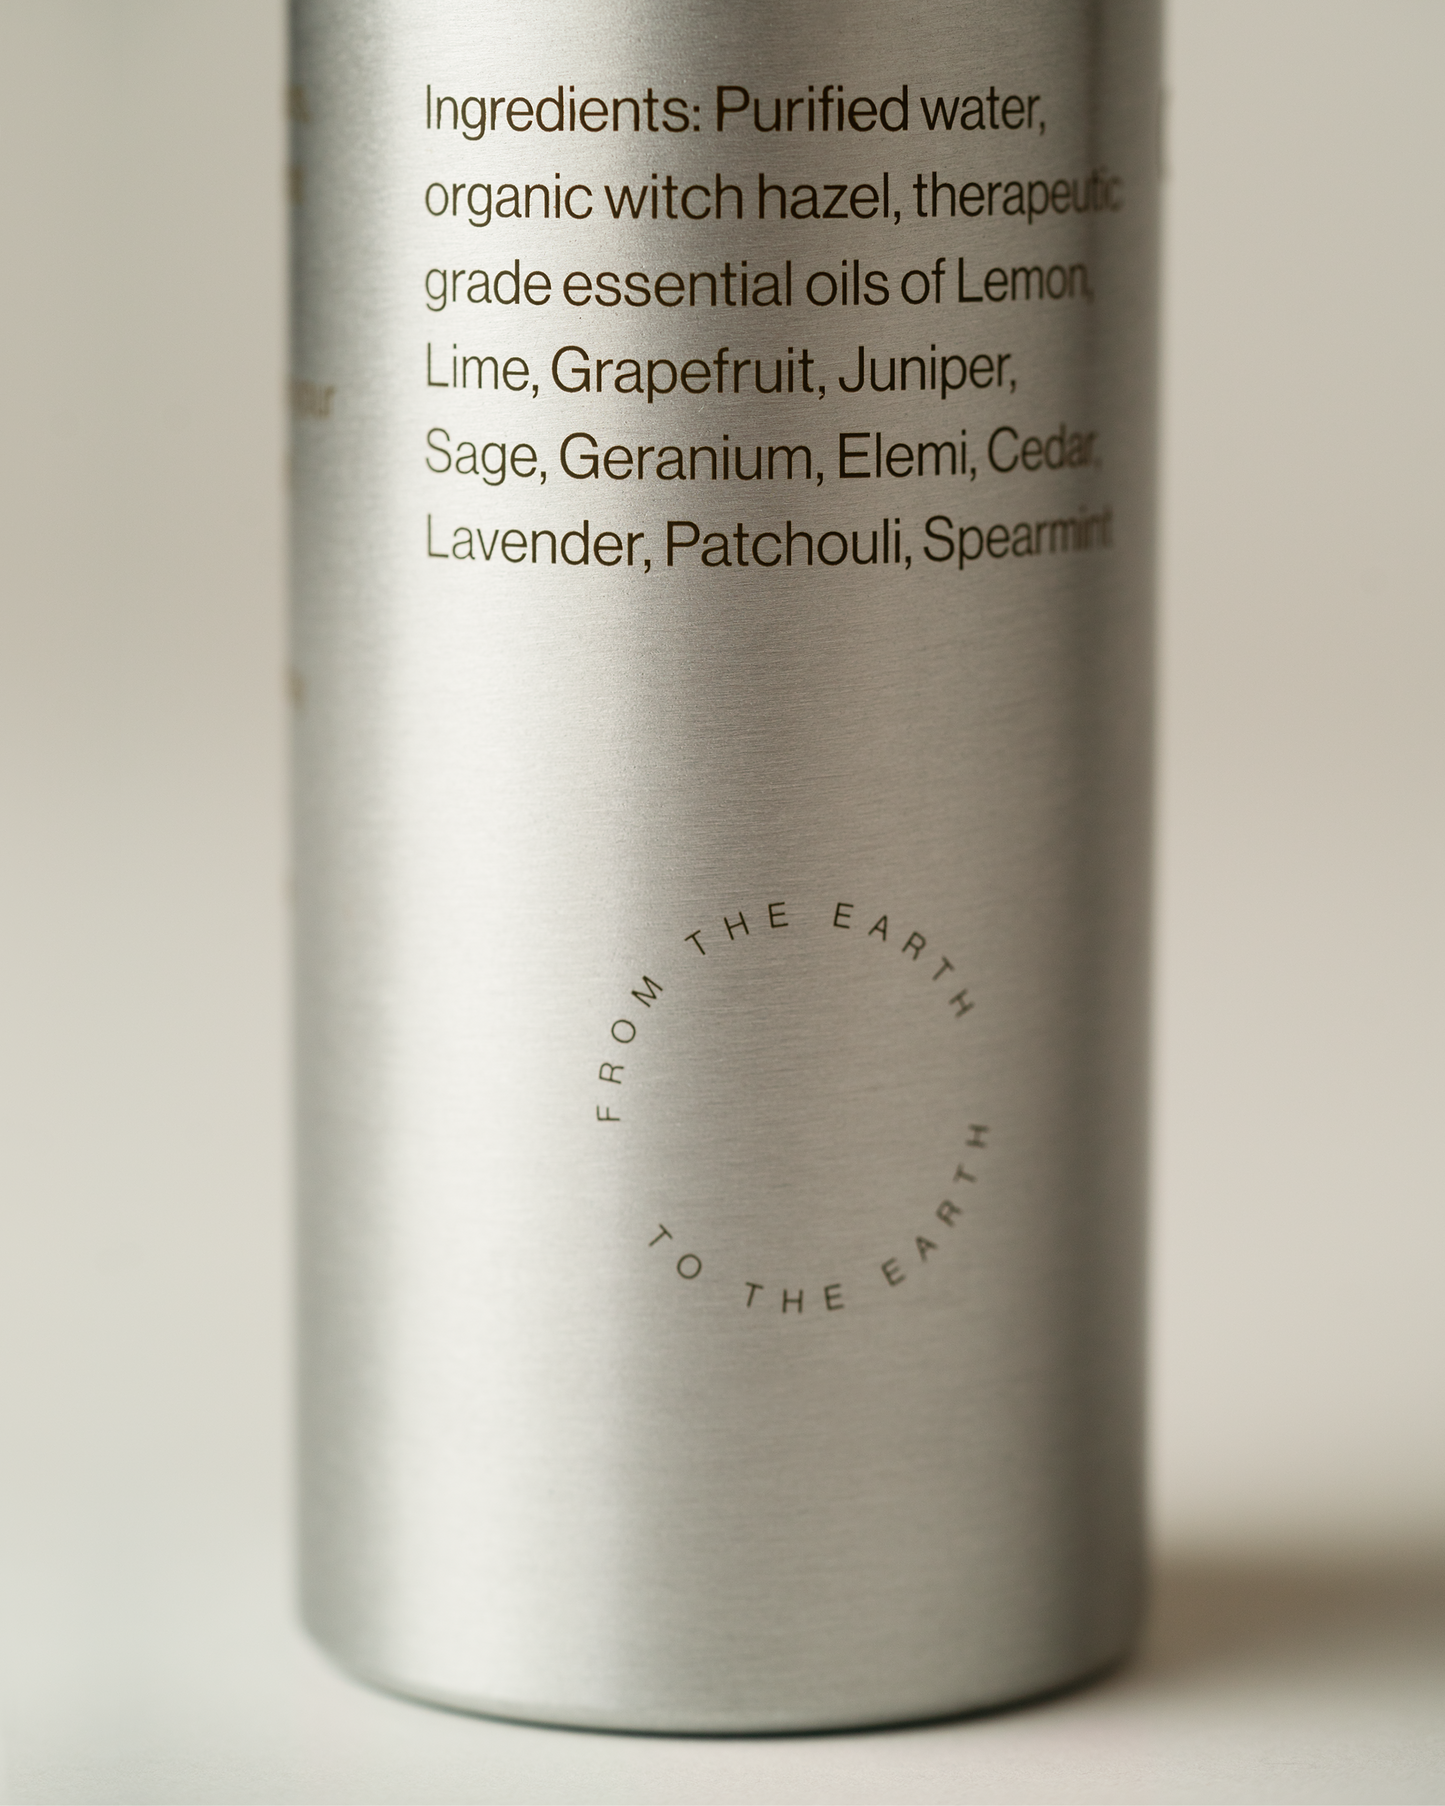 Ingredients: Purified water,
organic witch hazel, therapeutic
grade essential oils of Lemon,
Lime, Grapefruit, Juniper,
Sage, Geranium, Elemi, Cedar,
Lavender, Patchouli, Spearmint
FROM THE EARTH
TO THE EARTH